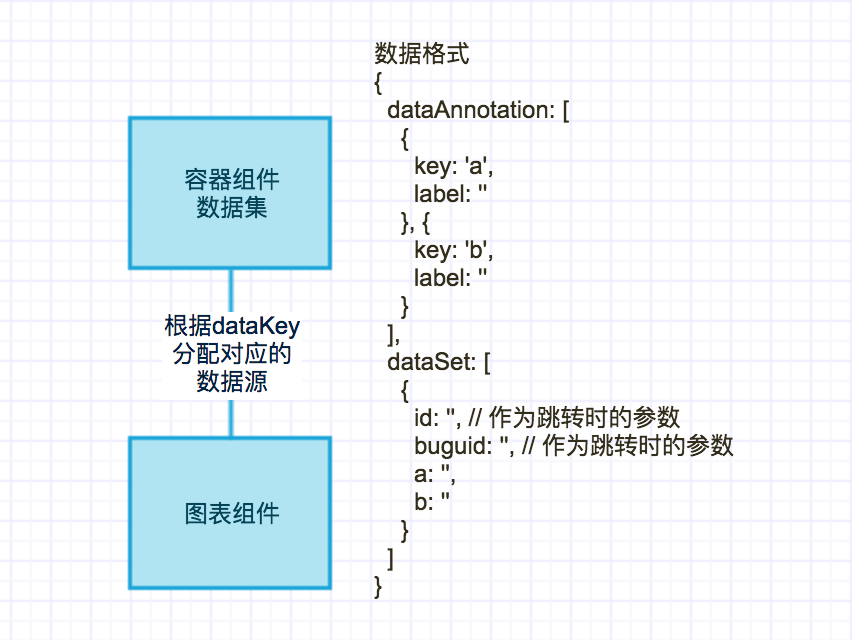 容器组件
数据集
根据dataKey
分配对应的
数据源
图表组件
数据格式
{
dataAnnotation: [
{
key: 'a',
label: ''
}, {
key: 'b',
label: ''
}
],
dataSet: [
{
id: '', // 作为跳转时的参数
buguid: '', // 作为跳转时的参数
a: '',
b: ''
}
]
}